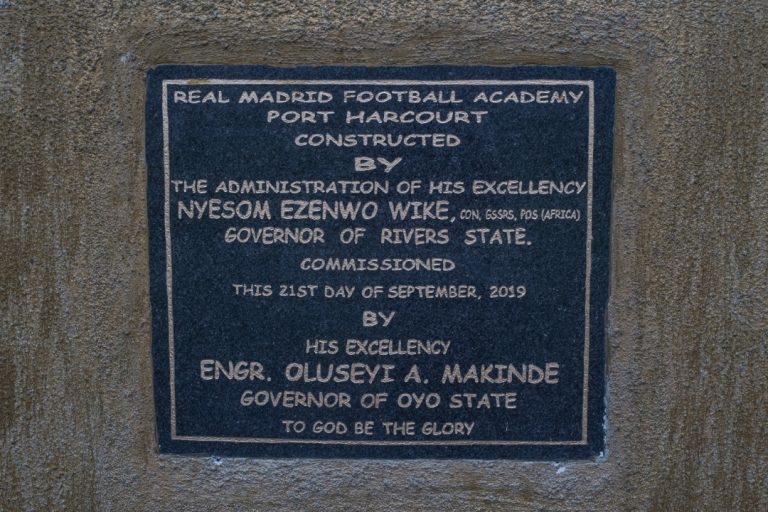 REAL MADRID FOOTBALL ACADEMY
PORT HARCOURT
CONSTRUCTED
BY
THE ADMINISTRATION OF HIS EXCELLENCY
NYESOM EZENWO WIKE, CON, GSSRS, POS (AFRICA)
GOVERNOR OF RIVERS STATE.
COMMISSIONED
THIS 21ST DAY OF SEPTEMBER, 2019
BY
HIS EXCELLENCY
ENGR. OLUSEYI A. MAKINDE
GOVERNOR OF OYO STATE
TO GOD BE THE GLORY